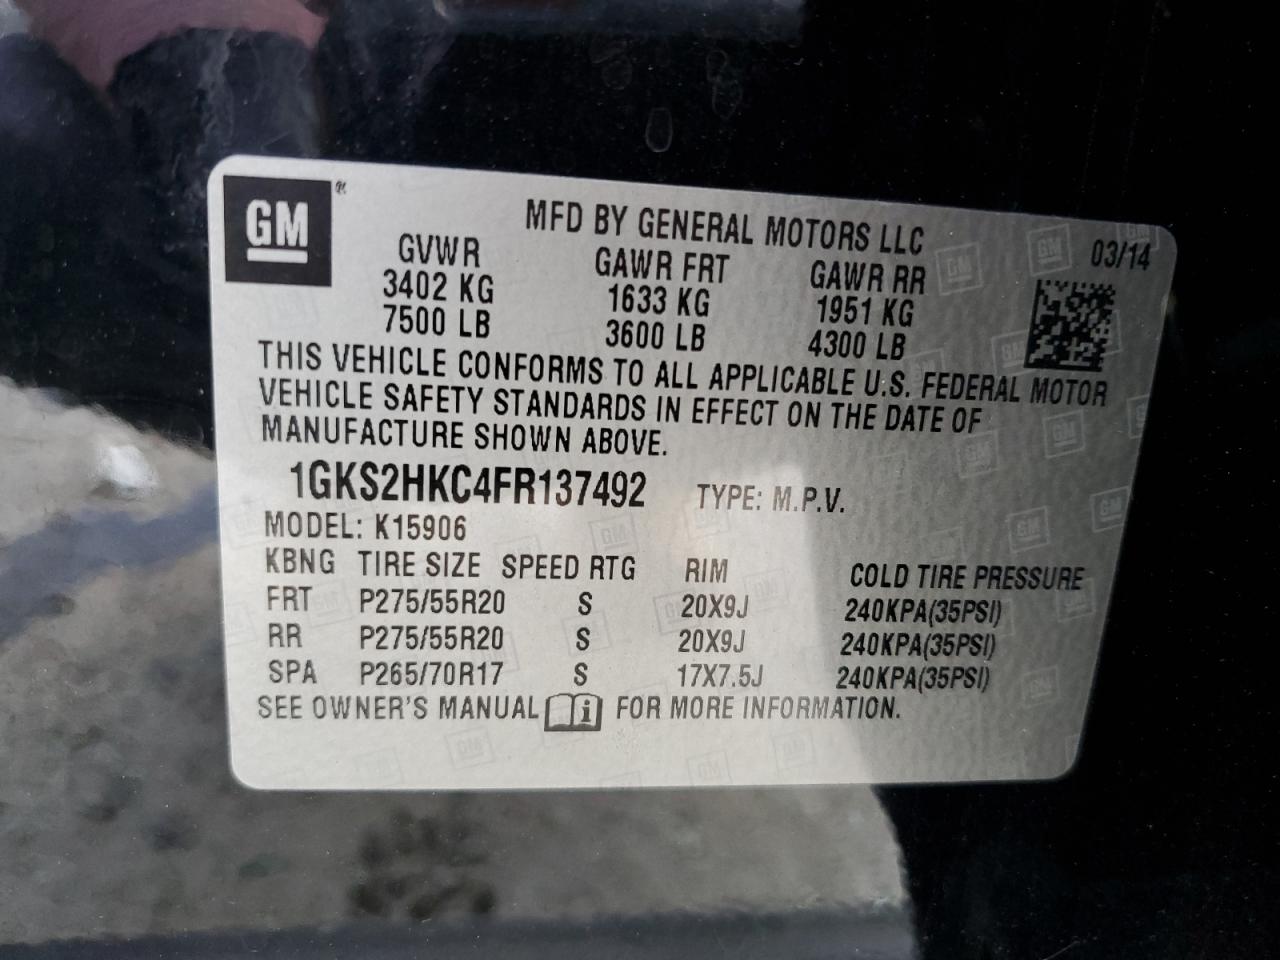 GM ®
MFD BY GENERAL MOTORS LLC
03/14
GVWR GAWR FRT GAWR RR
3402 KG 1633 KG 1951 KG
7500 LB 3600 LB 4300 LB
THIS VEHICLE CONFORMS TO ALL APPLICABLE U.S. FEDERAL MOTOR
VEHICLE SAFETY STANDARDS IN EFFECT ON THE DATE OF
MANUFACTURE SHOWN ABOVE.
1GKS2HKC4FR137492 TYPE: M.P.V.
MODEL: K15906
KBNG TIRE SIZE SPEED RTG RIM COLD TIRE PRESSURE
FRT P275/55R20 S 20X9J 240KPA(35PSI)
RR P275/55R20 S 20X9J 240KPA(35PSI)
SPA P265/70R17 S 17X7.5J 240KPA(35PSI)
SEE OWNER'S MANUAL i FOR MORE INFORMATION.